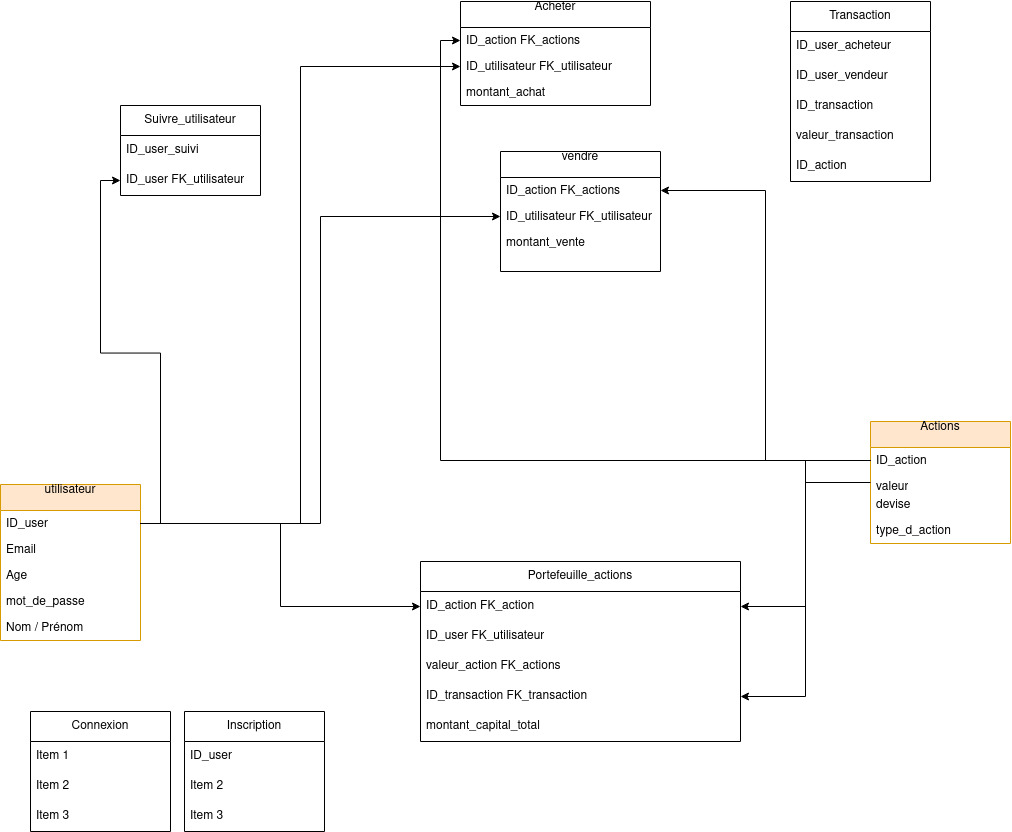 Acheter
ID_action FK_actions
ID_utilisateur FK_utilisateur
montant_achat
Transaction
ID_user_acheteur
ID_user_vendeur
ID_transaction
valeur_transaction
ID_action
Suivre_utilisateur
ID_user_suivi
ID_user FK_utilisateur
vendre
ID_action FK_actions
ID_utilisateur FK_utilisateur
montant_vente
Actions
ID_action
valeur
devise
type_d_action
utilisateur
ID_user
Email
Age
mot_de_passe
Nom / Prénom
Portefeuille_actions
ID_action FK_action
ID_user FK_utilisateur
valeur_action FK_actions
ID_transaction FK_transaction
montant_capital_total
Connexion
Item 1
Item 2
Item 3
Inscription
ID_user
Item 2
Item 3